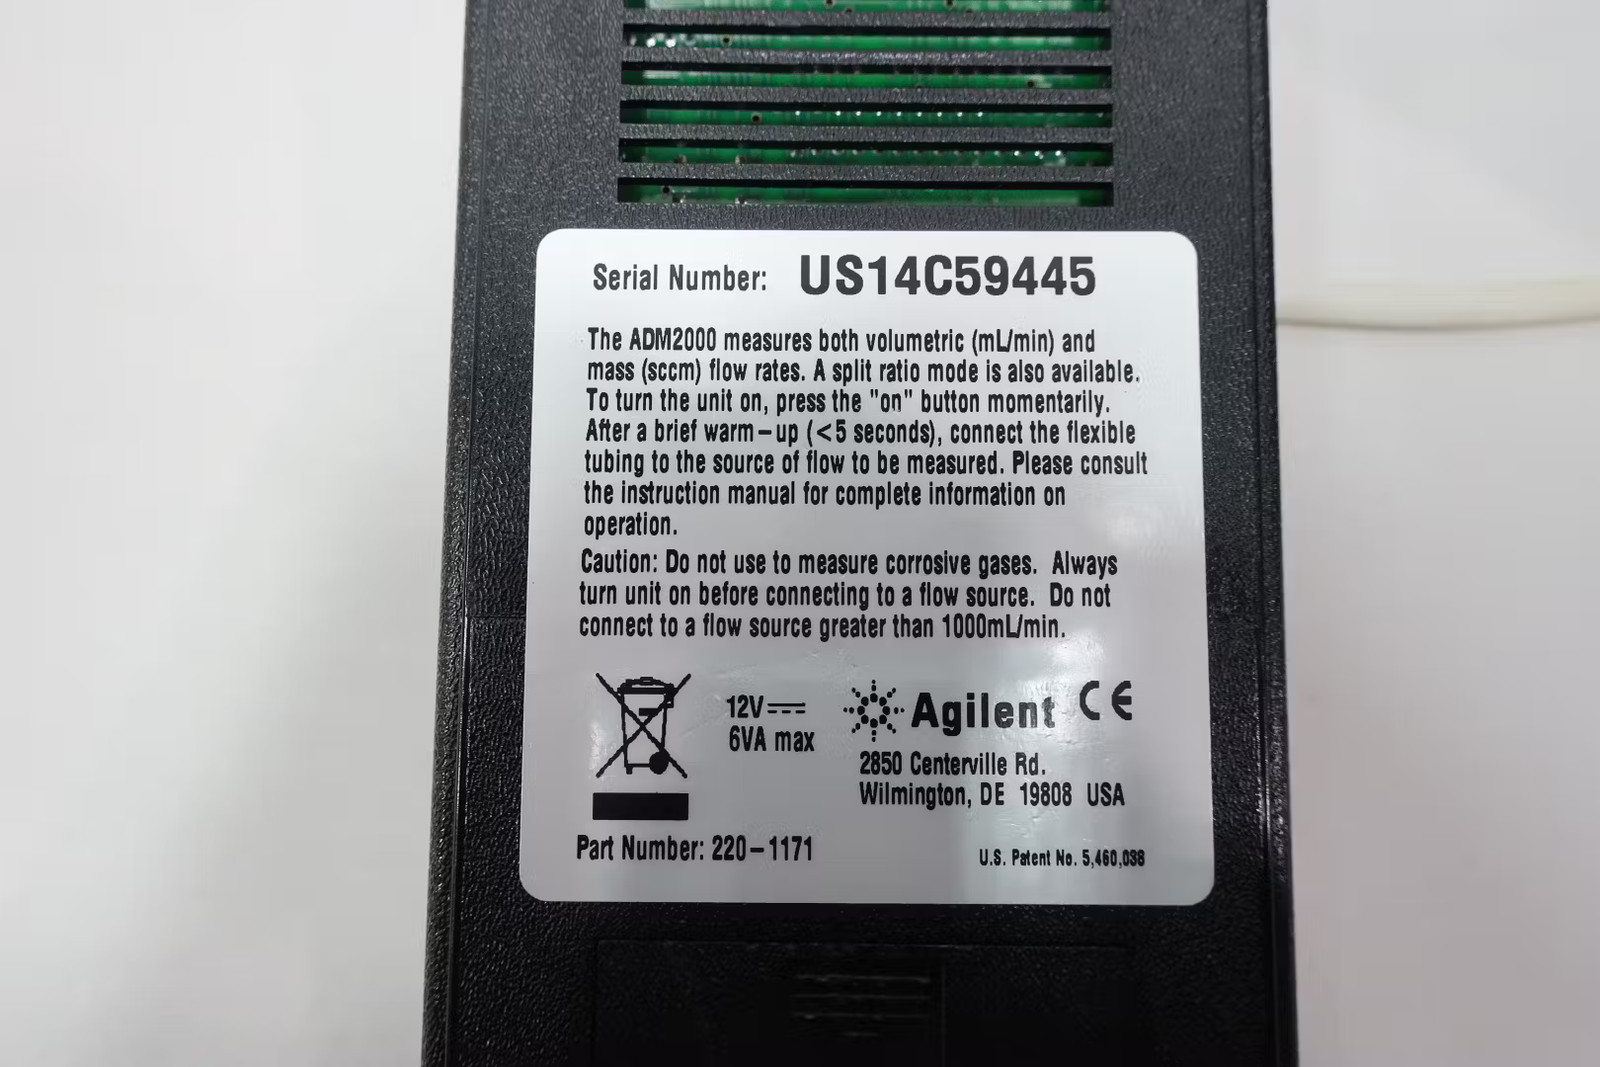 Serial Number: US14C59445
The ADM2000 measures both volumetric (mL/min) and
mass (sccm) flow rates. A split ratio mode is also available.
To turn the unit on, press the "on" button momentarily.
After a brief warm-up (<5 seconds), connect the flexible
tubing to the source of flow to be measured. Please consult
the instruction manual for complete information on
operation.
Caution: Do not use to measure corrosive gases. Always
turn unit on before connecting to a flow source. Do not
connect to a flow source greater than 1000mL/min.
12V
6VA max
Agilent CE
2850 Centerville Rd.
Wilmington, DE 19808 USA
Part Number: 220-1171
U.S. Patent No. 5,460,038